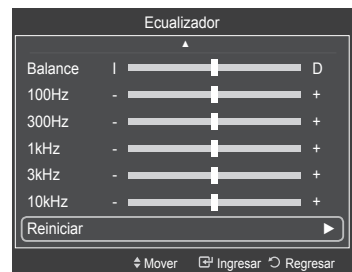 Ecualizador
▲
Balance I D
100Hz - +
300Hz - +
1kHz - +
3kHz - +
10kHz - +
Reiniciar ►
Mover Ingresar Regresar